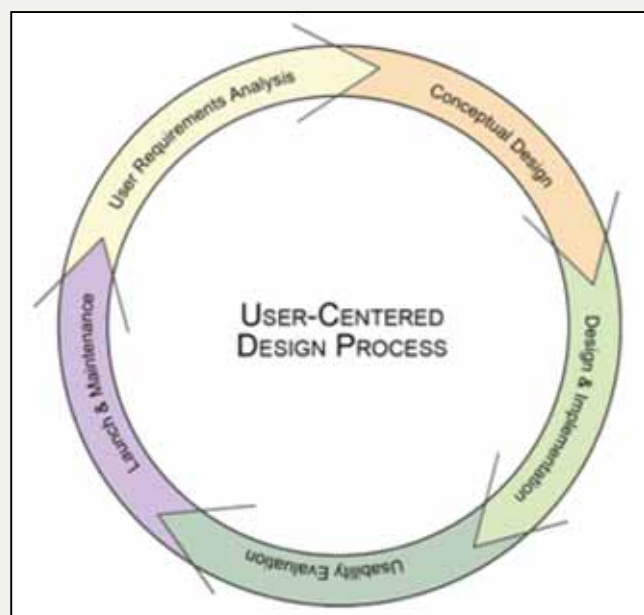 User Requirements Analysis
Conceptual Design
Design & Implementation
Usability Evaluation
Launch & Maintenance
USER-CENTERED
DESIGN PROCESS